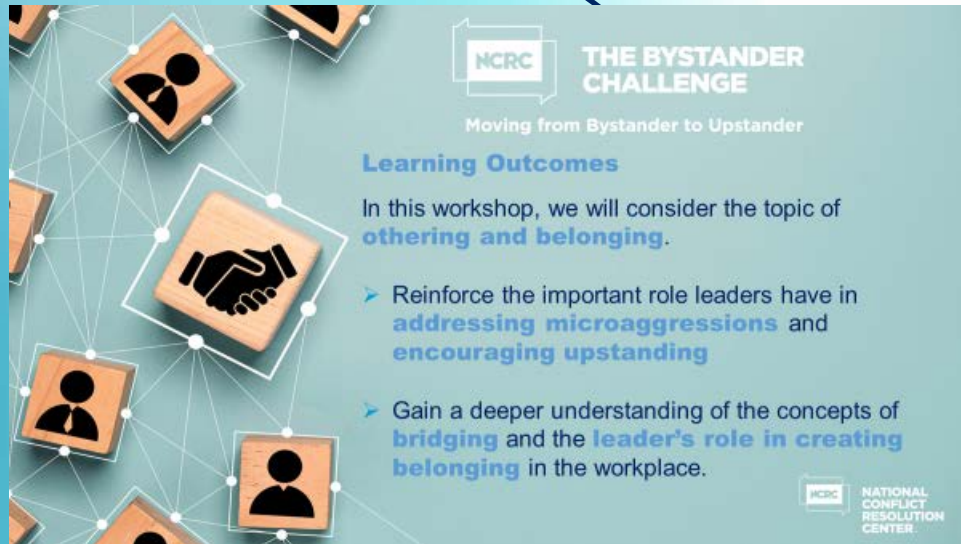 NCRC
THE BYSTANDER
CHALLENGE
Moving from Bystander to Upstander
Learning Outcomes
In this workshop, we will consider the topic of
othering and belonging.
➤ Reinforce the important role leaders have in
addressing microaggressions and
encouraging upstanding
➤ Gain a deeper understanding of the concepts of
bridging and the leader's role in creating
belonging in the workplace.
NCRC
NATIONAL
CONFLICT
RESOLUTION
CENTER